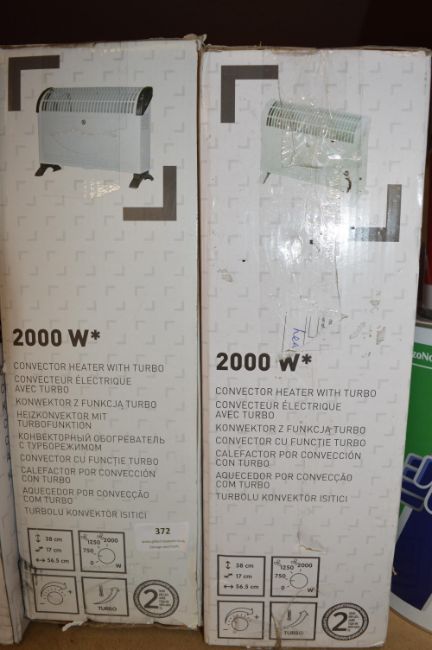 2000 W*
CONVECTOR HEATER WITH TURBO
CONVECTEUR ÉLECTRIQUE
AVEC TURBO
KONWEKTOR Z FUNKCJĄ TURBO
HEIZKONVEKTOR MIT
TURBOFUNKTION
КОНВЕКТОРНЫЙ ОБОГРЕВАТЕЛЬ
С ТУРБОРЕЖИМОМ
CONVECTOR CU FUNCȚIE TURBO
CALEFACTOR POR CONVECCIÓN
CON TURBO
AQUECEDOR POR CONVECÇÃO
COM TURBO
TURBOLU KONVEKTÖR ISITICI
372
38 cm
17 cm
56.5 cm
1250
2000
750
0
W
TURBO
2
2000 W*
CONVECTOR HEATER WITH TURBO
CONVECTEUR ÉLECTRIQUE
AVEC TURBO
KONWEKTOR Z FUNKCJĄ TURBO
CONVECTOR CU FUNCȚIE TURBO
CALEFACTOR POR CONVECCIÓN
CON TURBO
AQUECEDOR POR CONVECÇÃO
COM TURBO
TURBOLU KONVEKTÖR ISITICI
38 cm
17 cm
56.5 cm
1250
2000
750
0
W
TURBO
2